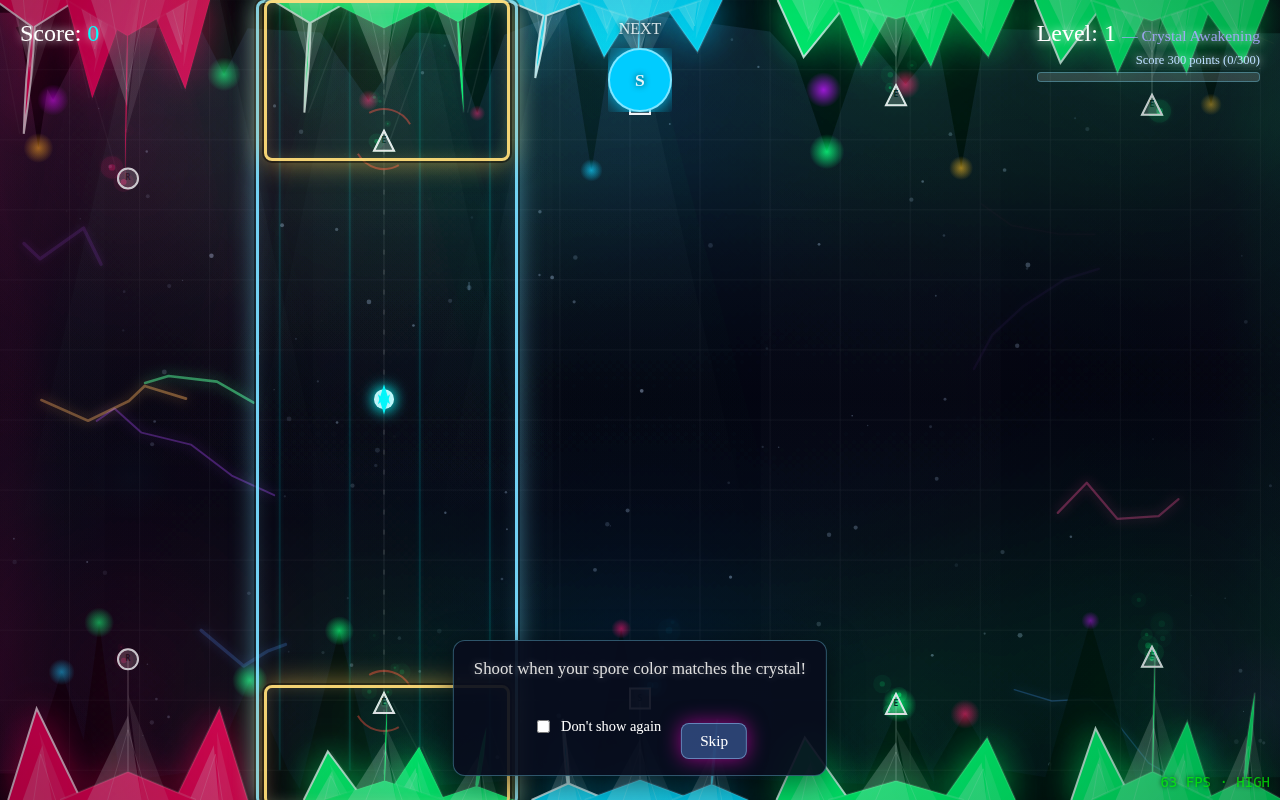 Score: 0
NEXT
S
Level: 1 — Crystal Awakening
Score 300 points (0/300)
Shoot when your spore color matches the crystal!
Don't show again
Skip
63 FPS · HIGH